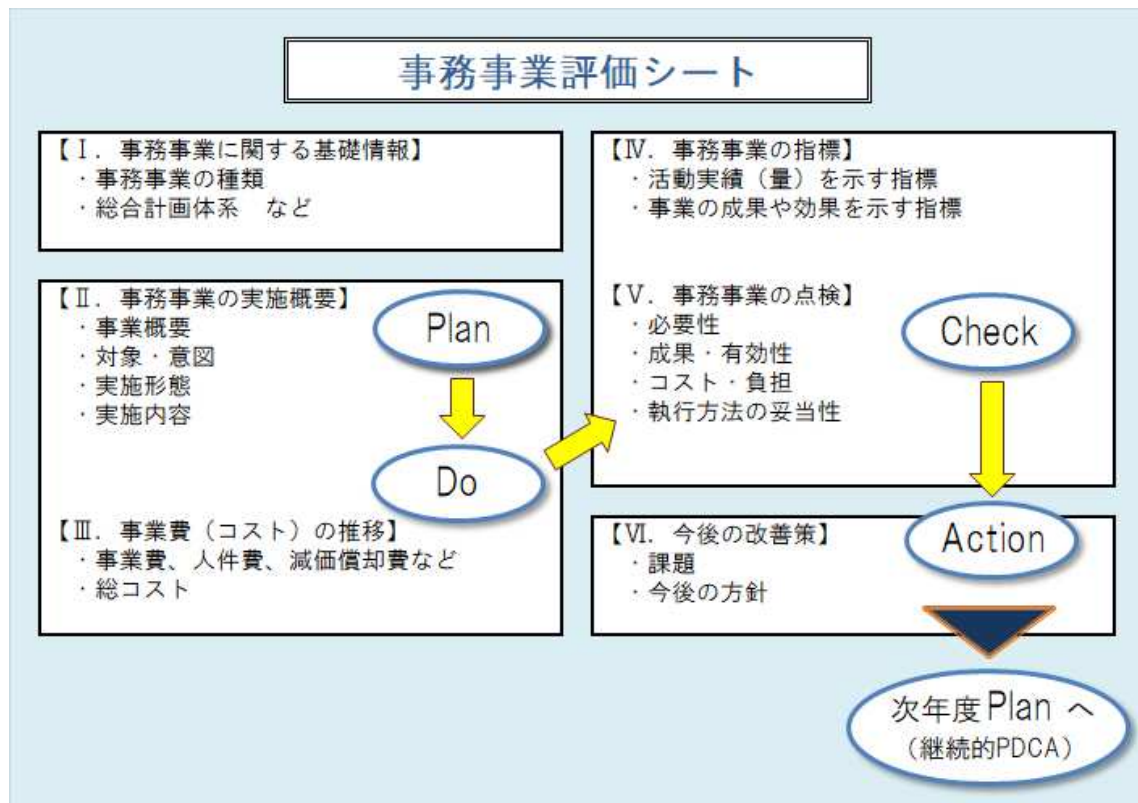 事務事業評価シート
【Ⅰ．事務事業に関する基礎情報】
・事務事業の種類
・総合計画体系　など
【Ⅱ．事務事業の実施概要】
・事業概要
・対象・意図
・実施形態
・実施内容
Plan
Do
【Ⅲ．事業費（コスト）の推移】
・事業費、人件費、減価償却費など
・総コスト
【Ⅳ．事務事業の指標】
・活動実績（量）を示す指標
・事業の成果や効果を示す指標
【Ⅴ．事務事業の点検】
・必要性
・成果・有効性
・コスト・負担
・執行方法の妥当性
Check
【Ⅵ．今後の改善策】
・課題
・今後の方針
Action
次年度 Plan へ
（継続的PDCA）